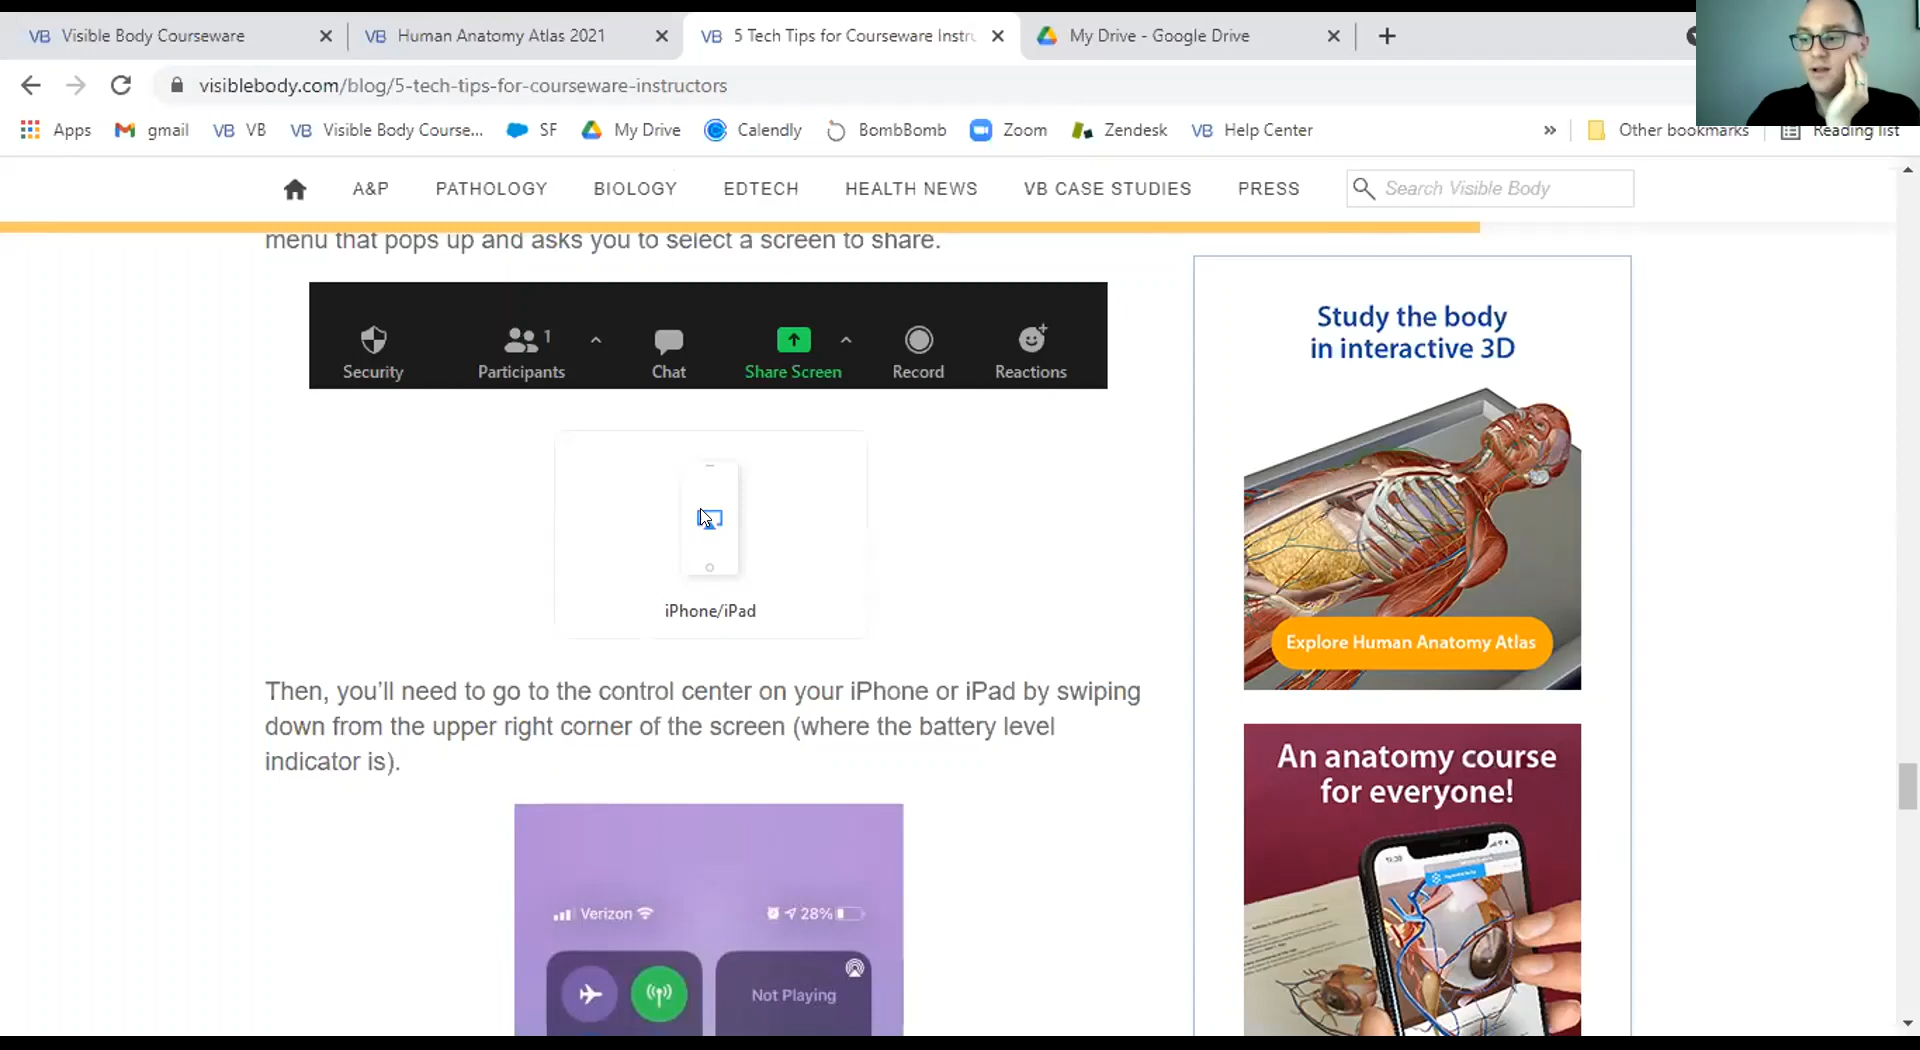 VB Visible Body Courseware
VB Human Anatomy Atlas 2021
VB 5 Tech Tips for Courseware Instru
My Drive - Google Drive
visiblebody.com/blog/5-tech-tips-for-courseware-instructors
Apps
gmail
VB VB
VB Visible Body Course...
SF
My Drive
Calendly
BombBomb
Zoom
Zendesk
VB Help Center
»
Other bookmarks
Reading list
A&P
PATHOLOGY
BIOLOGY
EDTECH
HEALTH NEWS
VB CASE STUDIES
PRESS
Search Visible Body
menu that pops up and asks you to select a screen to share.
1
Security
Participants
Chat
Share Screen
Record
Reactions
iPhone/iPad
Then, you’ll need to go to the control center on your iPhone or iPad by swiping
down from the upper right corner of the screen (where the battery level
indicator is).
Verizon
28%
Not Playing
Study the body
in interactive 3D
Explore Human Anatomy Atlas
An anatomy course
for everyone!